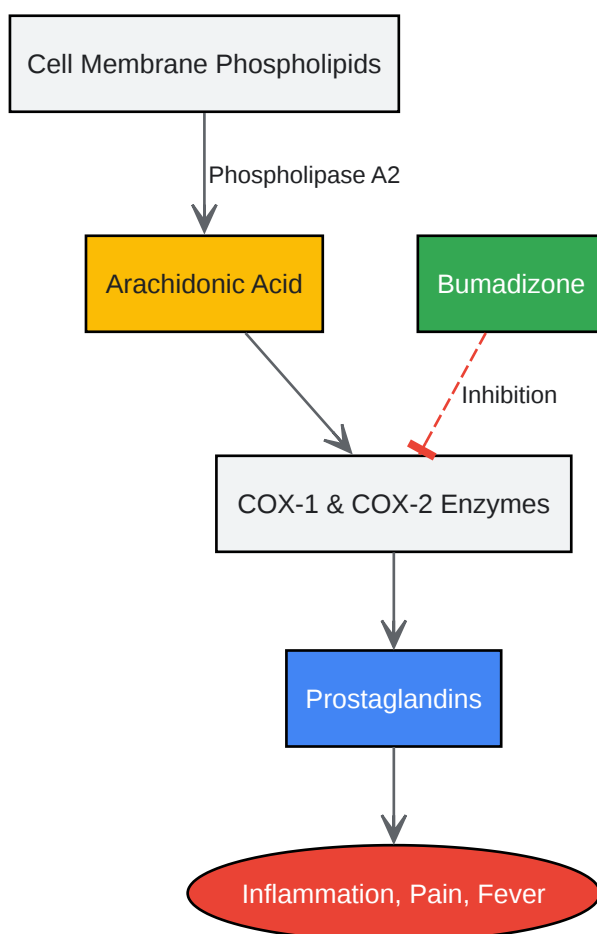 Cell Membrane Phospholipids
Phospholipase A2
Arachidonic Acid
Bumadizone
Inhibition
COX-1 & COX-2 Enzymes
Prostaglandins
Inflammation, Pain, Fever